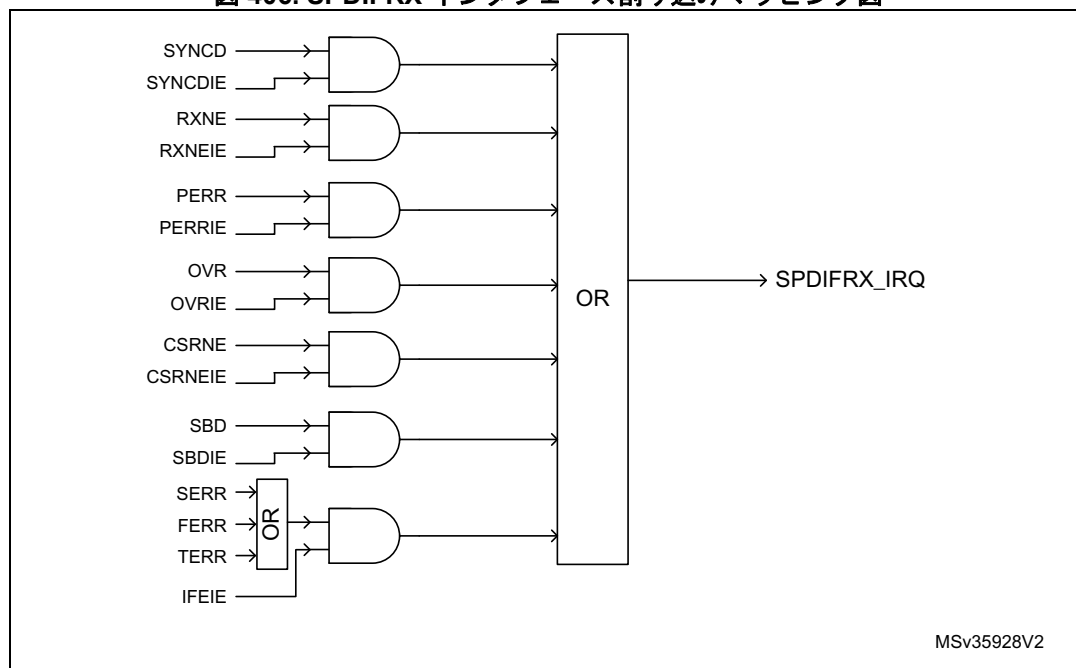 SYNCD
SYNCDIE
RXNE
RXNEIE
PERR
PERRIE
OVR
OVRIE
CSRNE
CSRNEIE
SBD
SBDIE
SERR
FERR
TERR
OR
IFEIE
OR
SPDIFRX_IRQ
MSv35928V2